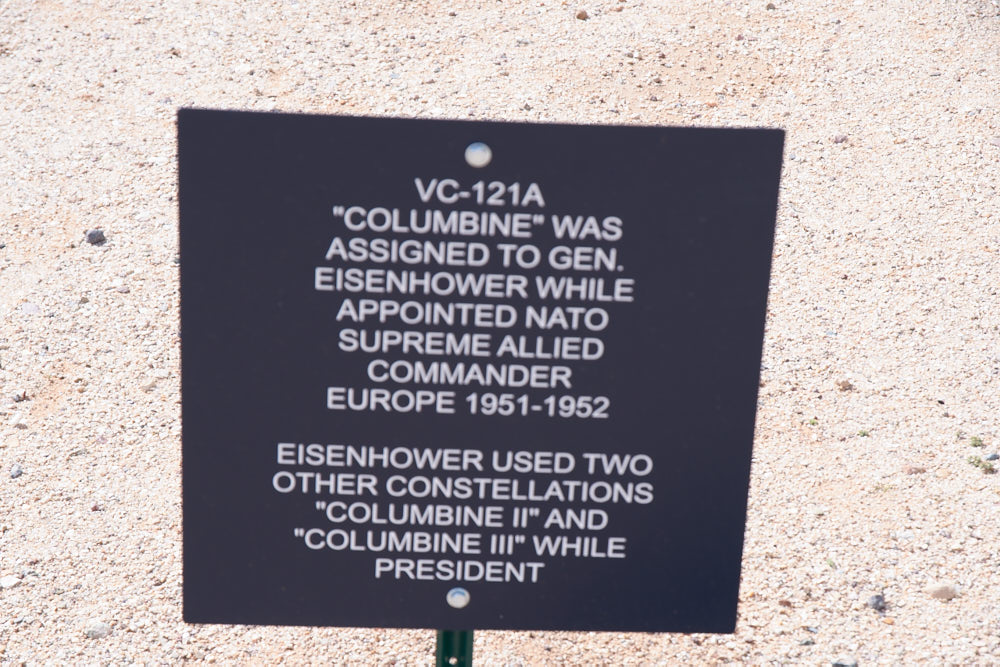 VC-121A
"COLUMBINE" WAS
ASSIGNED TO GEN.
EISENHOWER WHILE
APPOINTED NATO
SUPREME ALLIED
COMMANDER
EUROPE 1951-1952
EISENHOWER USED TWO
OTHER CONSTELLATIONS
"COLUMBINE II" AND
"COLUMBINE III" WHILE
PRESIDENT